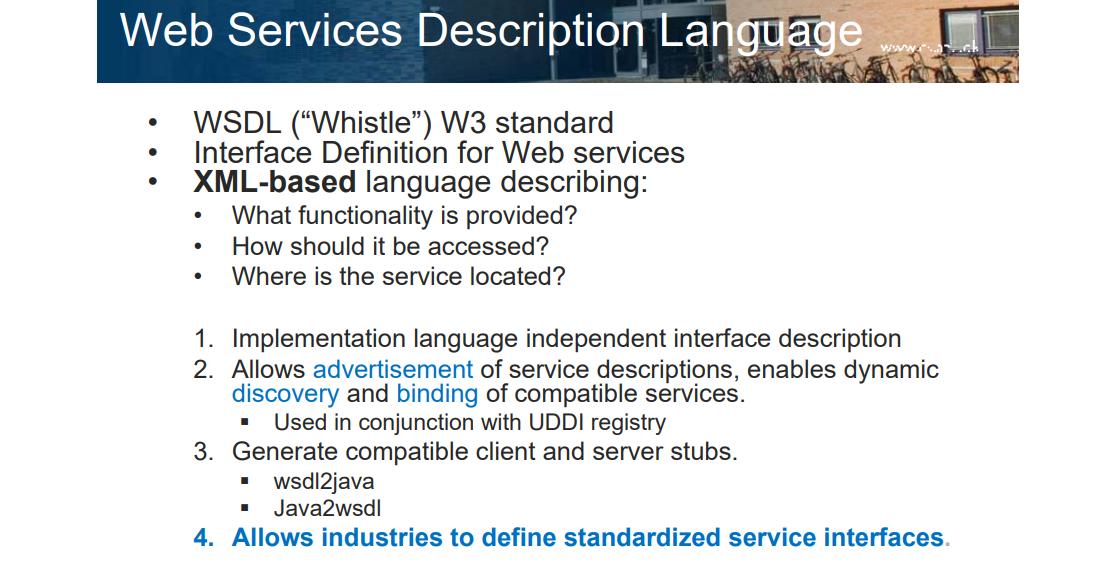 Web Services Description Language
• WSDL (“Whistle”) W3 standard
• Interface Definition for Web services
• XML-based language describing:
• What functionality is provided?
• How should it be accessed?
• Where is the service located?
1. Implementation language independent interface description
2. Allows advertisement of service descriptions, enables dynamic
discovery and binding of compatible services.
▪ Used in conjunction with UDDI registry
3. Generate compatible client and server stubs.
▪ wsdl2java
▪ Java2wsdl
4. Allows industries to define standardized service interfaces.